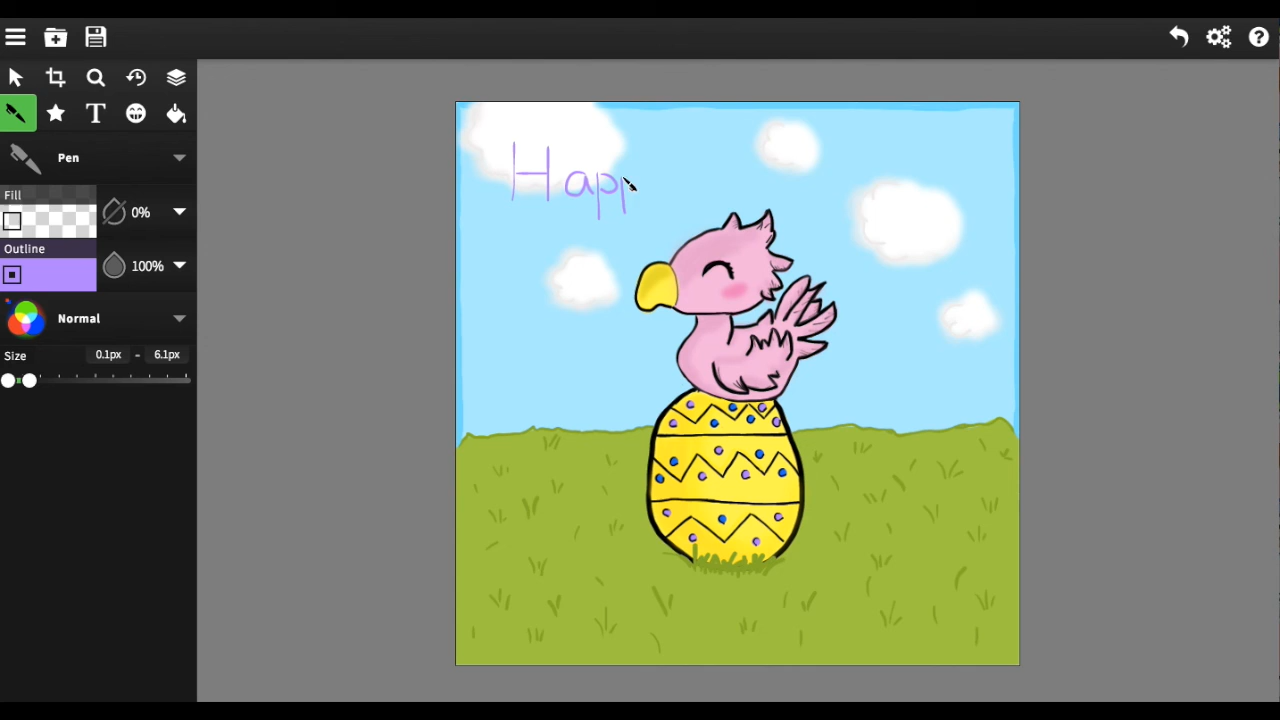 T
Pen
Fill
0%
Outline
100%
Normal
Size 0.1px - 6.1px
Happ